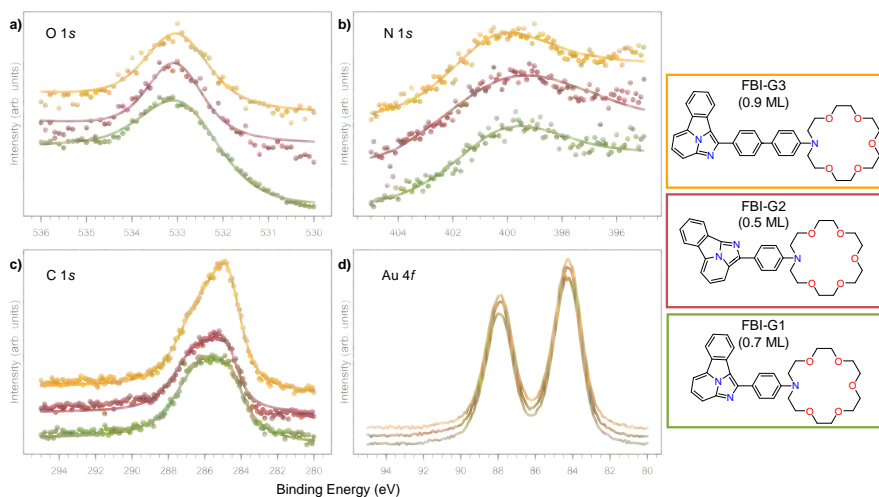 a) O 1s
Intensity (arb. units)
536 535 534 533 532 531 530
b) N 1s
Intensity (arb. units)
404 402 400 398 396
c) C 1s
Intensity (arb. units)
294 292 290 288 286 284 282 280
d) Au 4f
Intensity (arb. units)
94 92 90 88 86 84 82 80
Binding Energy (eV)
FBI-G3
(0.9 ML)
N
N
N
O
O
O
O
O
FBI-G2
(0.5 ML)
N
N
N
O
O
O
O
O
FBI-G1
(0.7 ML)
N
N
N
O
O
O
O
O